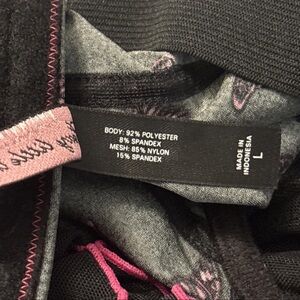 BODY: 92% POLYESTER
8% SPANDEX
MESH: 85% NYLON
15% SPANDEX
MADE IN
INDONESIA
L